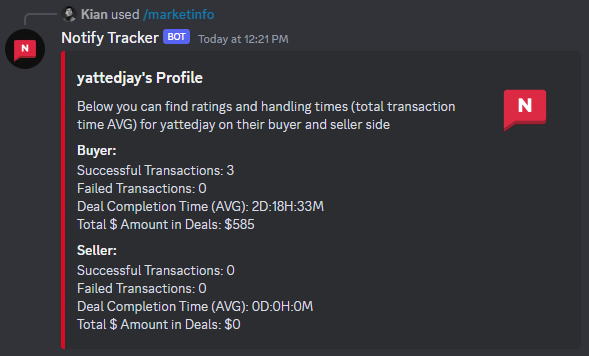 Kian used /marketinfo
N
Notify Tracker BOT Today at 12:21 PM
yattedjay's Profile
N
Below you can find ratings and handling times (total transaction
time AVG) for yattedjay on their buyer and seller side
Buyer:
Successful Transactions: 3
Failed Transactions: 0
Deal Completion Time (AVG): 2D:18H:33M
Total $ Amount in Deals: $585
Seller:
Successful Transactions: 0
Failed Transactions: 0
Deal Completion Time (AVG): 0D:0H:0M
Total $ Amount in Deals: $0